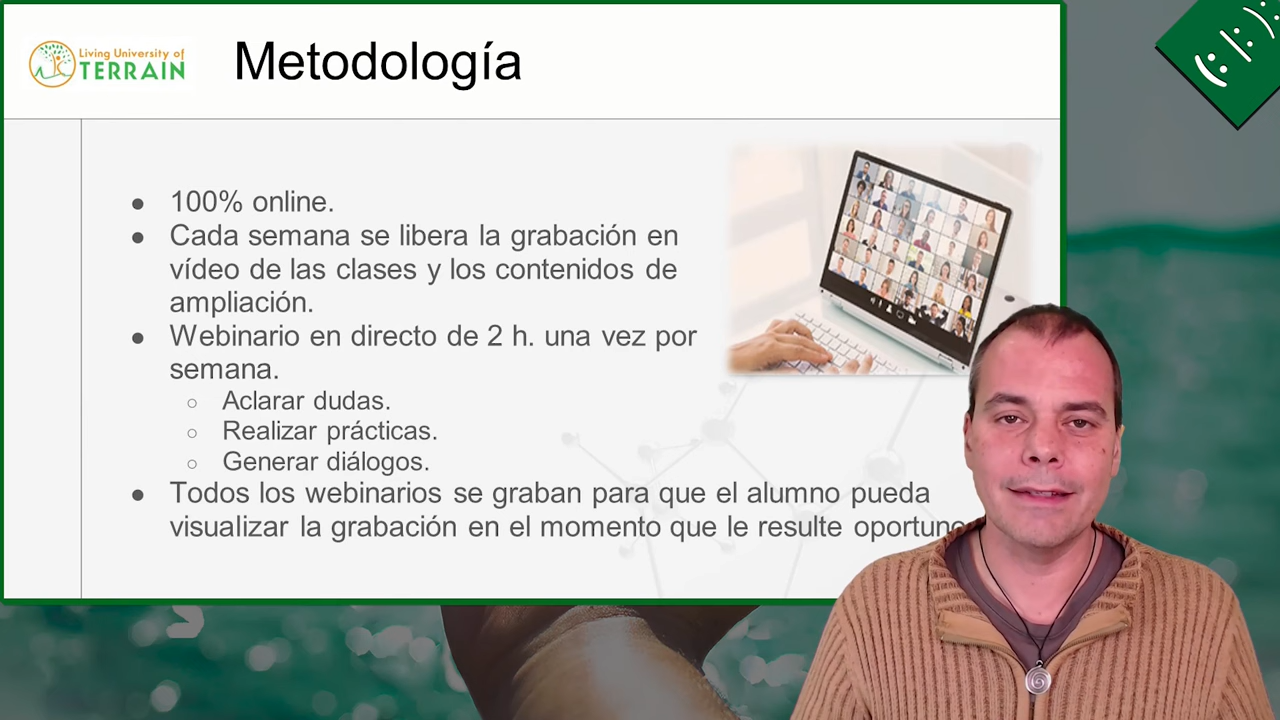 Living University of
TERRAIN
Metodología
100% online.
Cada semana se libera la grabación en
vídeo de las clases y los contenidos de
ampliación.
Webinario en directo de 2 h. una vez por
semana.
Aclarar dudas.
Realizar prácticas.
Generar diálogos.
Todos los webinarios se graban para que el alumno pueda
visualizar la grabación en el momento que le resulte oportuno